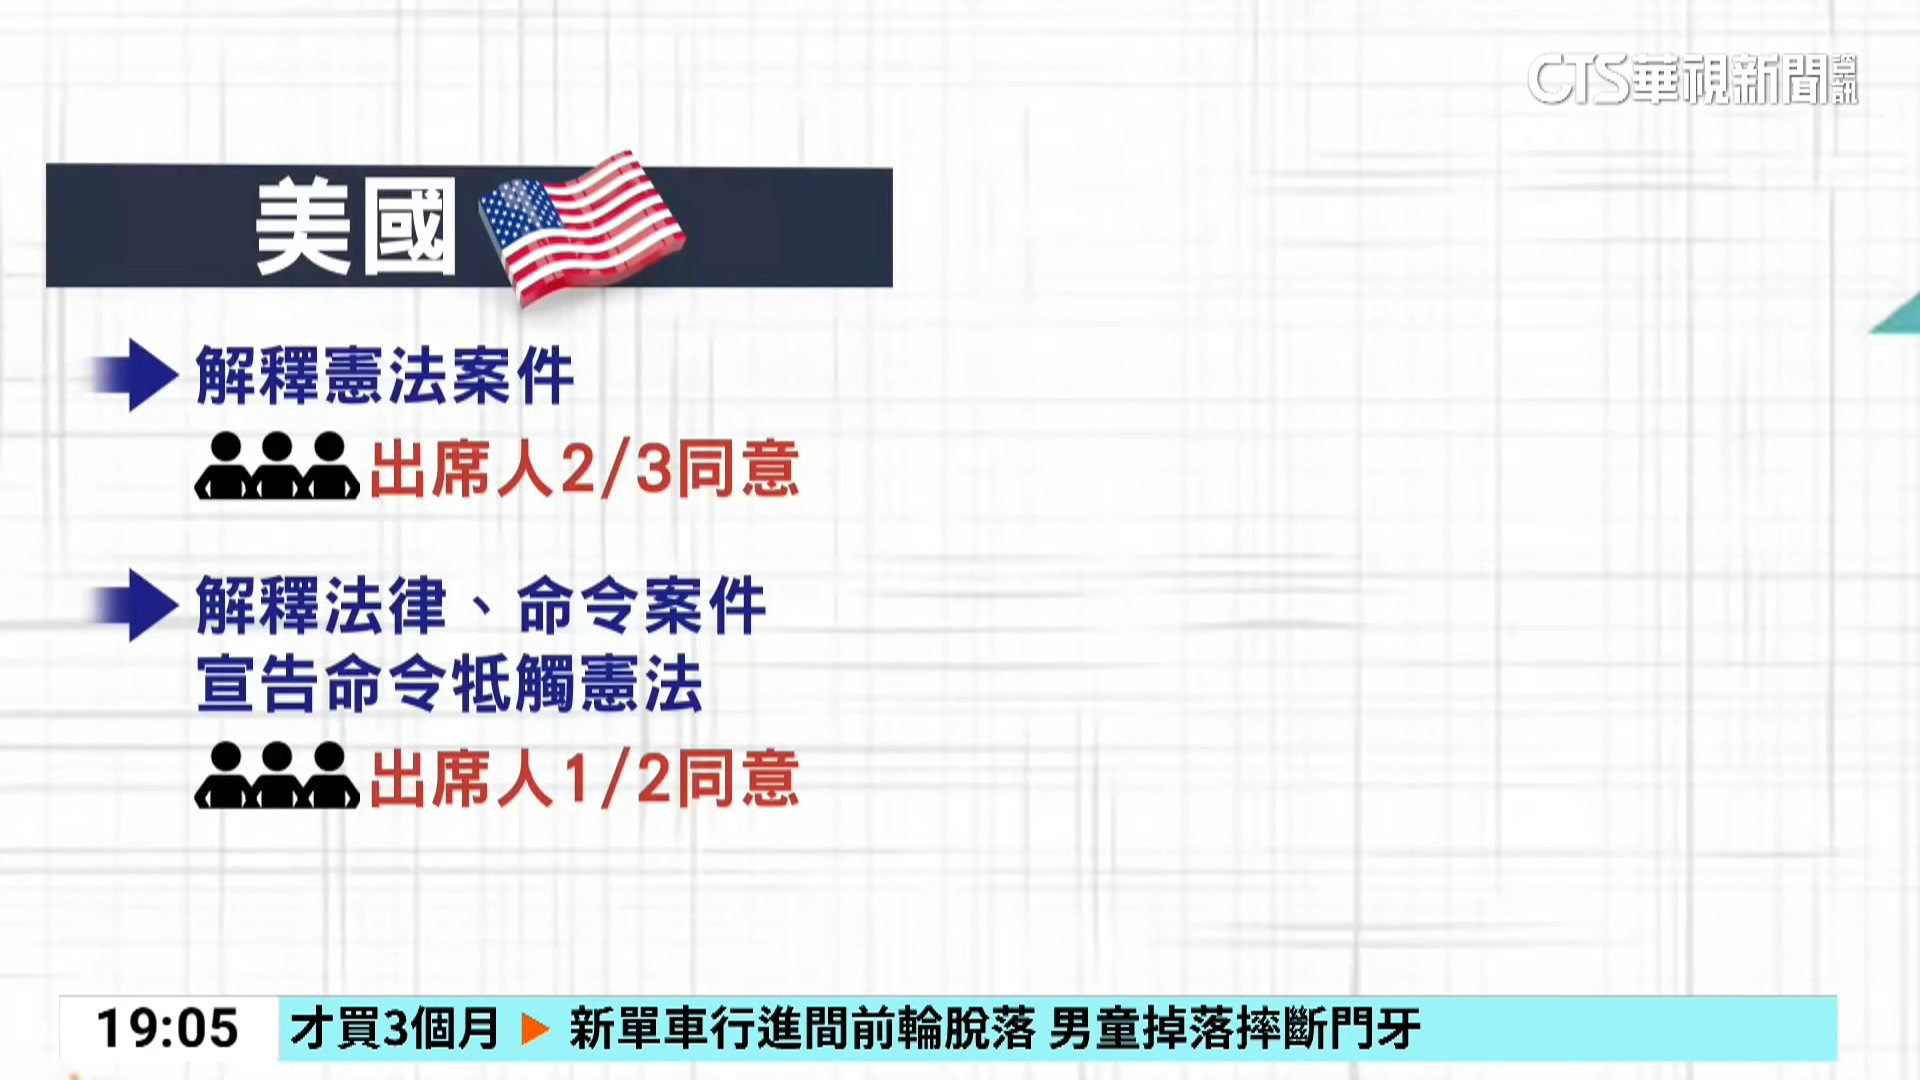 CTS華視新聞資訊
美國
解釋憲法案件
出席人2/3同意
解釋法律、命令案件
宣告命令牴觸憲法
出席人1/2同意
19:05 才買3個月▶新單車行進間前輪脫落 男童掉落摔斷門牙